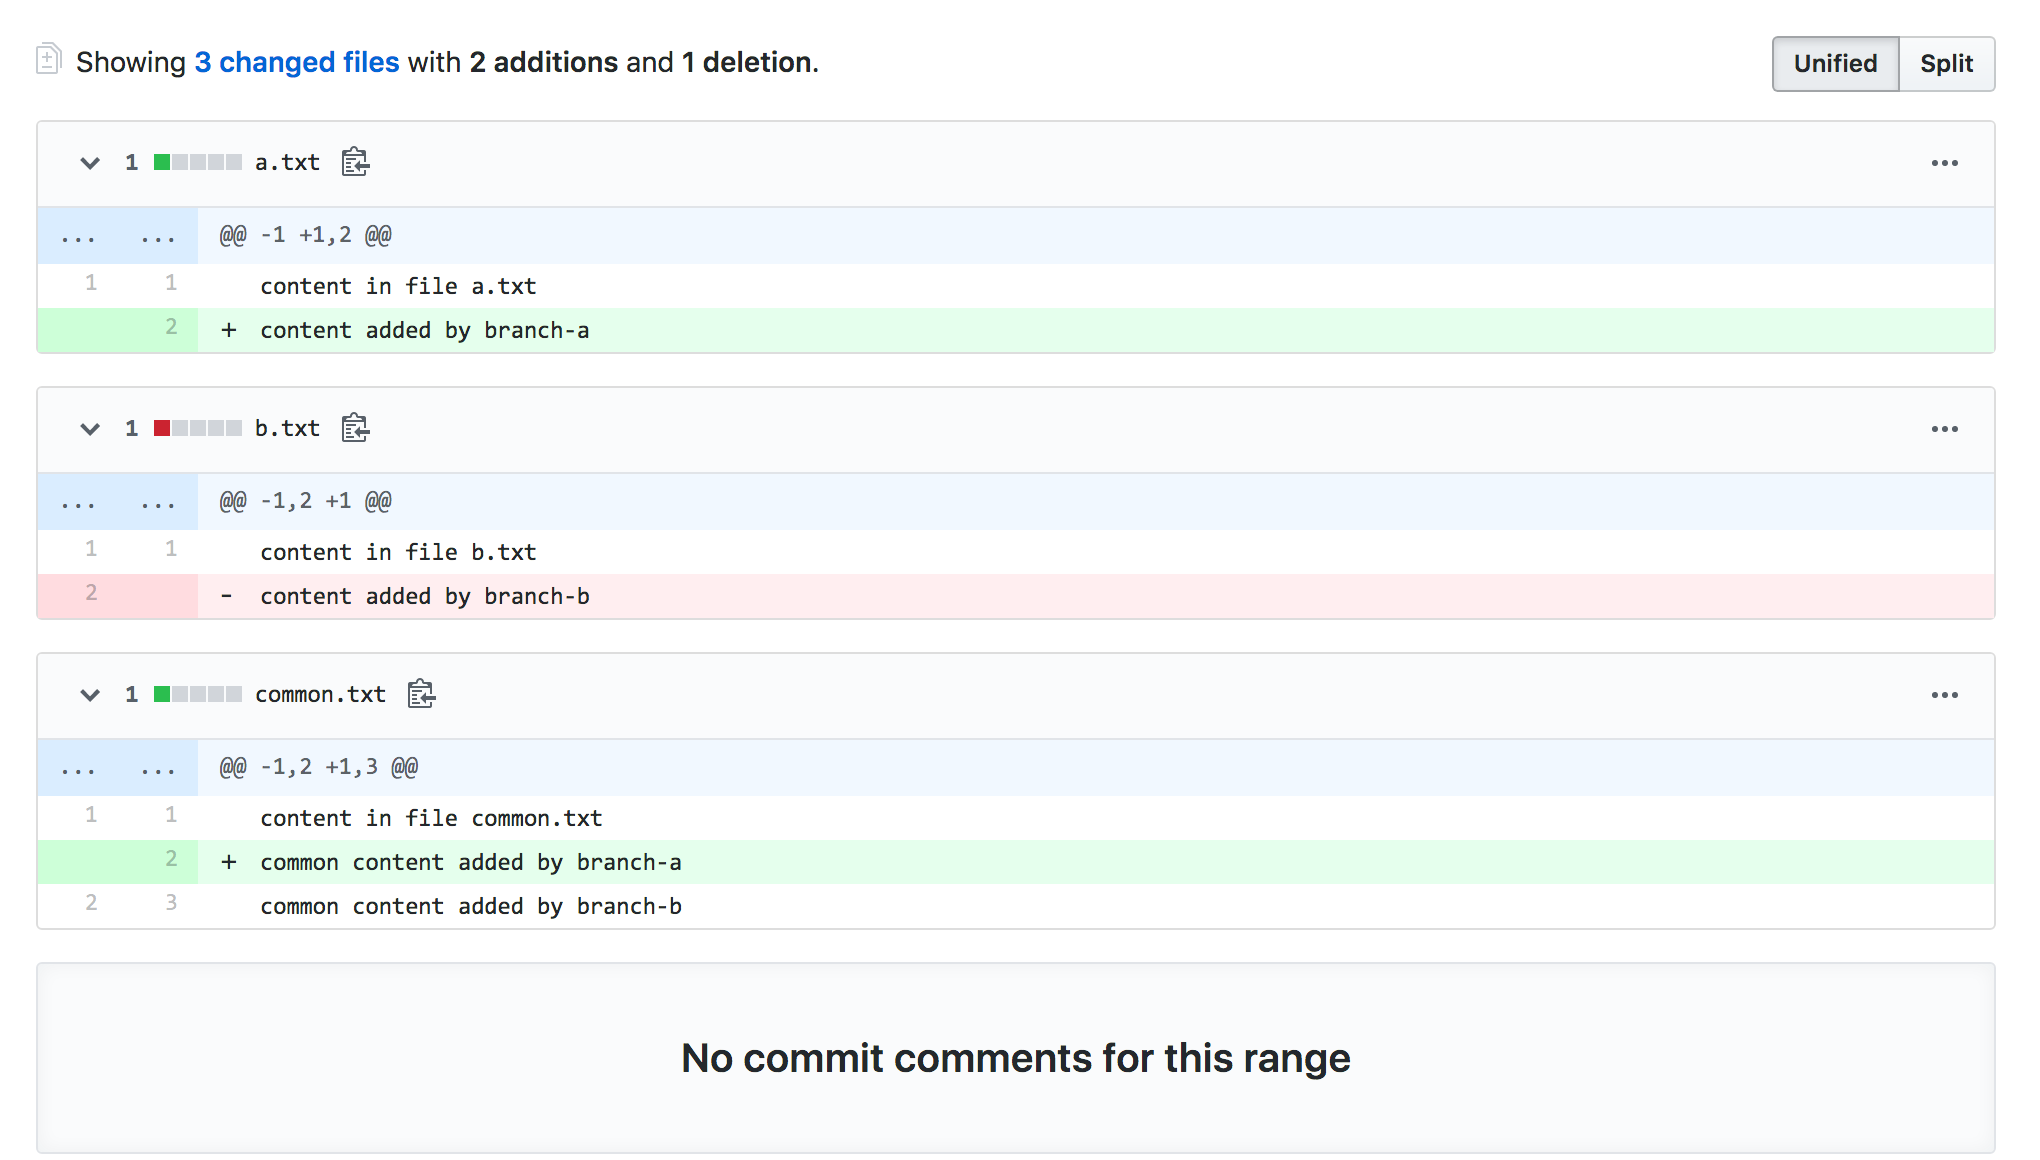 Showing 3 changed files with 2 additions and 1 deletion.
Unified Split
1 a.txt
... ... @@ -1 +1,2 @@
1 1 content in file a.txt
2 + content added by branch-a
1 b.txt
... ... @@ -1,2 +1 @@
1 1 content in file b.txt
2 - content added by branch-b
1 common.txt
... ... @@ -1,2 +1,3 @@
1 1 content in file common.txt
2 + common content added by branch-a
2 3 common content added by branch-b
No commit comments for this range